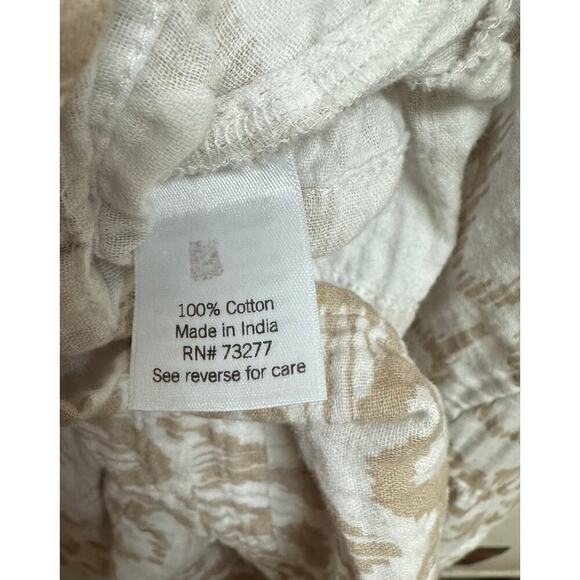 100% Cotton
Made in India
RN# 73277
See reverse for care